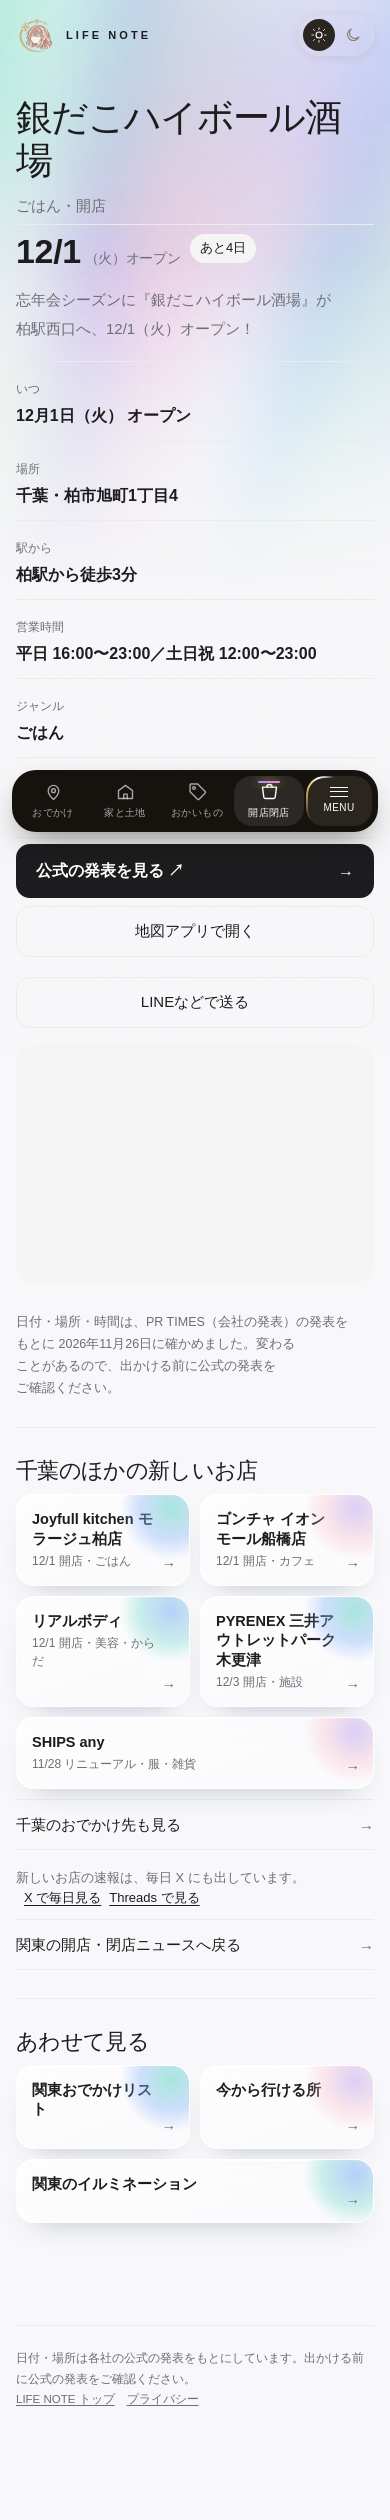 LIFE NOTE
銀だこハイボール酒
場
ごはん・開店
12/1 （火）オープン あと4日
忘年会シーズンに『銀だこハイボール酒場』が
柏駅西口へ、12/1（火）オープン！
いつ
12月1日（火） オープン
場所
千葉・柏市旭町1丁目4
駅から
柏駅から徒歩3分
営業時間
平日 16:00〜23:00／土日祝 12:00〜23:00
ジャンル
ごはん
おでかけ 家と土地 おかいもの 開店閉店 MENU
公式の発表を見る ↗ →
地図アプリで開く
LINEなどで送る
日付・場所・時間は、PR TIMES（会社の発表）の発表を
もとに 2026年11月26日に確かめました。変わる
ことがあるので、出かける前に公式の発表を
ご確認ください。
千葉のほかの新しいお店
Joyfull kitchen モ
ラージュ柏店
12/1 開店・ごはん →
ゴンチャ イオン
モール船橋店
12/1 開店・カフェ →
リアルボディ
12/1 開店・美容・から
だ
→
PYRENEX 三井ア
ウトレットパーク
木更津
12/3 開店・施設 →
SHIPS any
11/28 リニューアル・服・雑貨 →
千葉のおでかけ先も見る →
新しいお店の速報は、毎日 X にも出しています。
X で毎日見る Threads で見る
関東の開店・閉店ニュースへ戻る →
あわせて見る
関東おでかけリス
ト
→
今から行ける所
→
関東のイルミネーション
→
日付・場所は各社の公式の発表をもとにしています。出かける前
に公式の発表をご確認ください。
LIFE NOTE トップ プライバシー